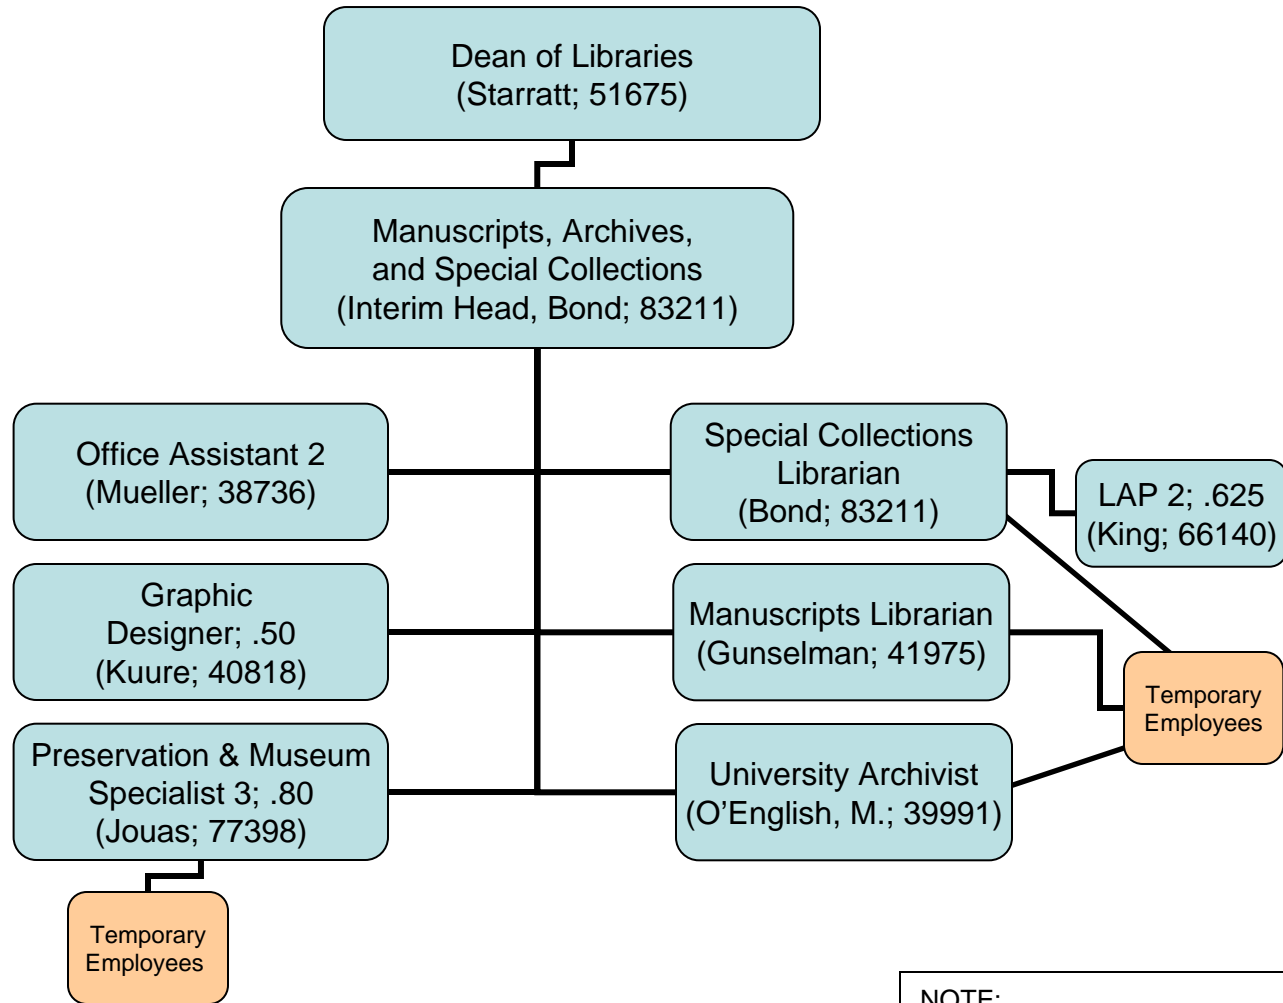 Dean of Libraries
(Starratt; 51675)
Manuscripts, Archives,
and Special Collections
(Interim Head, Bond; 83211)
Office Assistant 2
(Mueller; 38736)
Special Collections
Librarian
(Bond; 83211)
LAP 2; .625
(King; 66140)
Graphic
Designer; .50
(Kuure; 40818)
Manuscripts Librarian
(Gunselman; 41975)
Temporary
Employees
Preservation & Museum
Specialist 3; .80
(Jouas; 77398)
University Archivist
(O’English, M.; 39991)
Temporary
Employees
NOTE: